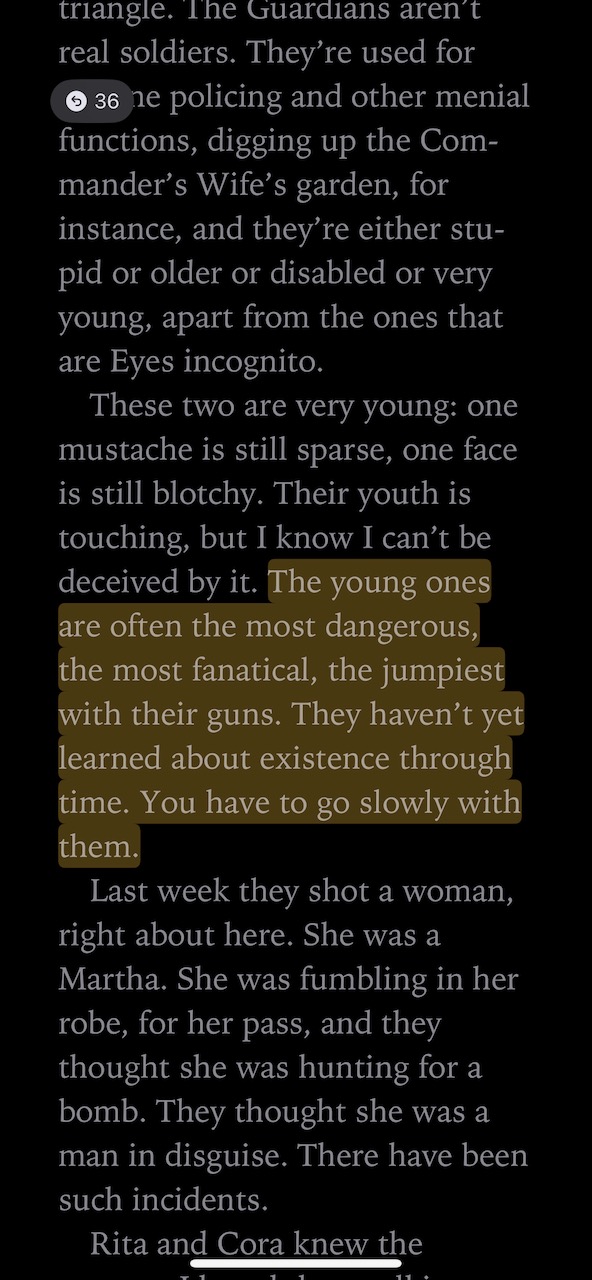 triangle. The Guardians aren’t
real soldiers. They’re used for
36
ne policing and other menial
functions, digging up the Com-
mander’s Wife’s garden, for
instance, and they’re either stu-
pid or older or disabled or very
young, apart from the ones that
are Eyes incognito.
These two are very young: one
mustache is still sparse, one face
is still blotchy. Their youth is
touching, but I know I can’t be
deceived by it. The young ones
are often the most dangerous,
the most fanatical, the jumpiest
with their guns. They haven’t yet
learned about existence through
time. You have to go slowly with
them.
Last week they shot a woman,
right about here. She was a
Martha. She was fumbling in her
robe, for her pass, and they
thought she was hunting for a
bomb. They thought she was a
man in disguise. There have been
such incidents.
Rita and Cora knew the